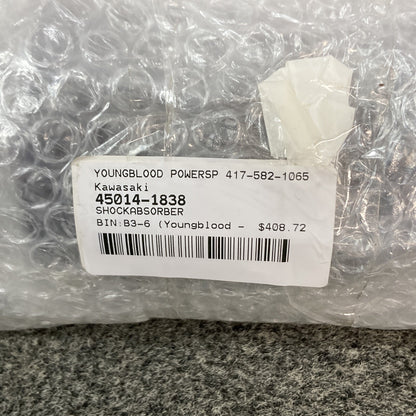 YOUNGBLOOD POWERSP 417-582-1065
Kawasaki
45014-1838
SHOCKABSORBER
BIN:B3-6 (Youngblood - $408.72